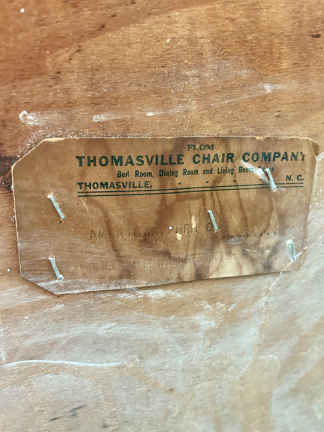 FROM
THOMASVILLE CHAIR COMPANY
Bed Room, Dining Room and Living Room
THOMASVILLE, N. C.